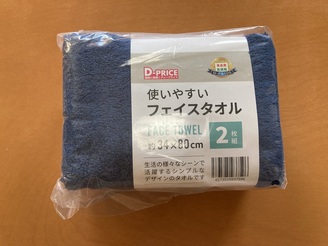 D-PRICE
使いやすい
フェイスタオル
FACE TOWEL
2枚組
約34×80cm
生活の様々なシーンで
活躍するシンプルな
デザインのタオルです